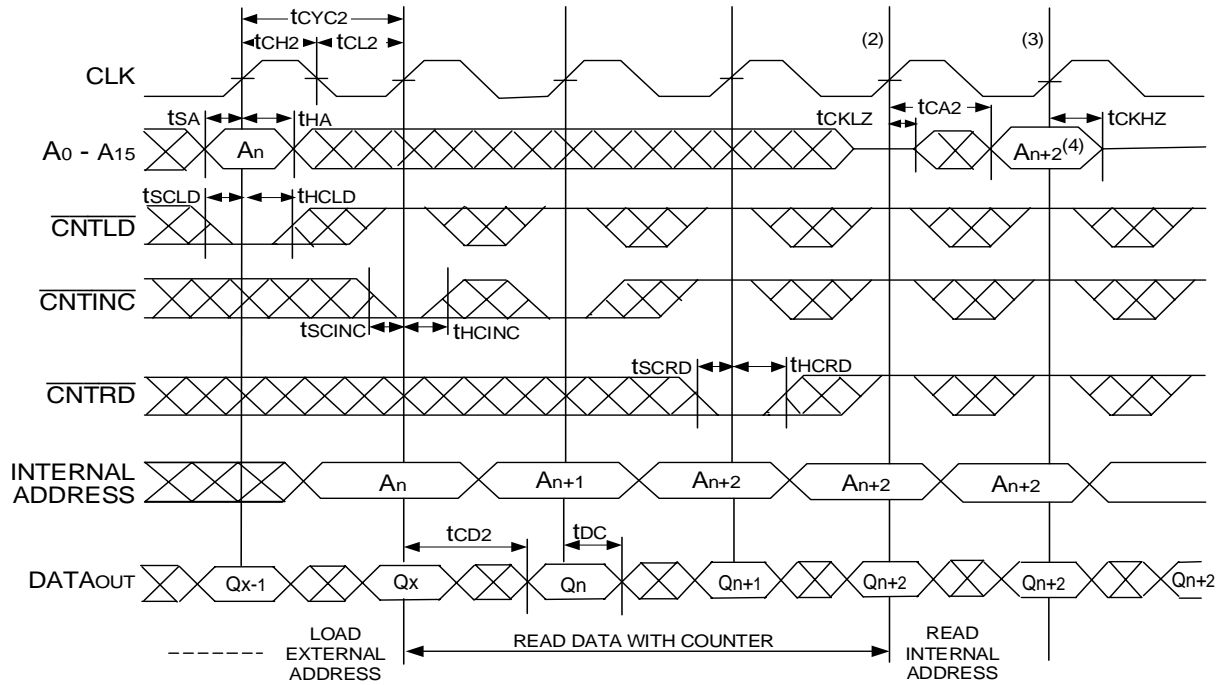 tCYC2
tCH2 tCL2
(2) (3)
CLK
tSA tHA tCKLZ tCA2 tCKHZ
A0 - A15 An An+2(4)
tSCLD tHCLD
CNTLD
CNTINC
tSCINC tHCINC
tSCRD tHCRD
CNTRD
INTERNAL
ADDRESS
An An+1 An+2 An+2 An+2
tCD2 tDC
DATAOUT Qx-1 Qx Qn Qn+1 Qn+2 Qn+2 Qn+2
LOAD
EXTERNAL
ADDRESS
READ DATA WITH COUNTER
READ
INTERNAL
ADDRESS